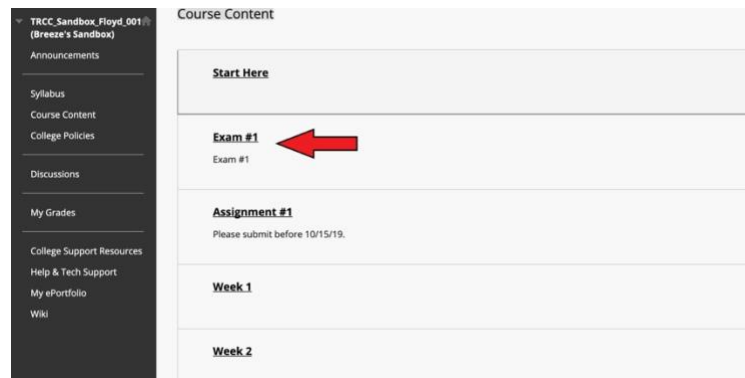 TRCC_Sandbox_Floyd_001
(Breeze's Sandbox)
Announcements
Syllabus
Course Content
College Policies
Discussions
My Grades
College Support Resources
Help & Tech Support
My ePortfolio
Wiki
Course Content
Start Here
Exam #1
Exam #1
Assignment #1
Please submit before 10/15/19.
Week 1
Week 2